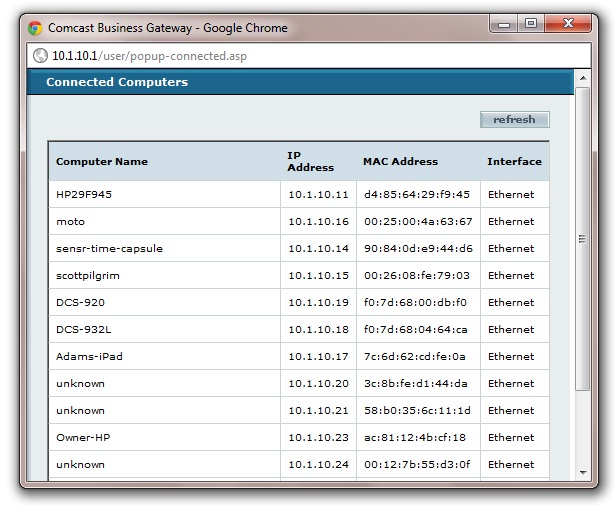 Comcast Business Gateway - Google Chrome
10.1.10.1/user/popup-connected.asp
Connected Computers
refresh
Computer Name IP Address MAC Address Interface
HP29F945 10.1.10.11 d4:85:64:29:f9:45 Ethernet
moto 10.1.10.16 00:25:00:4a:63:67 Ethernet
sensr-time-capsule 10.1.10.14 90:84:0d:e9:44:d6 Ethernet
scottpilgrim 10.1.10.15 00:26:08:fe:79:03 Ethernet
DCS-920 10.1.10.19 f0:7d:68:00:db:f0 Ethernet
DCS-932L 10.1.10.18 f0:7d:68:04:64:ca Ethernet
Adams-iPad 10.1.10.17 7c:6d:62:cd:fe:0a Ethernet
unknown 10.1.10.20 3c:8b:fe:d1:44:da Ethernet
unknown 10.1.10.21 58:b0:35:6c:11:1d Ethernet
Owner-HP 10.1.10.23 ac:81:12:4b:cf:18 Ethernet
unknown 10.1.10.24 00:12:7b:55:d3:0f Ethernet